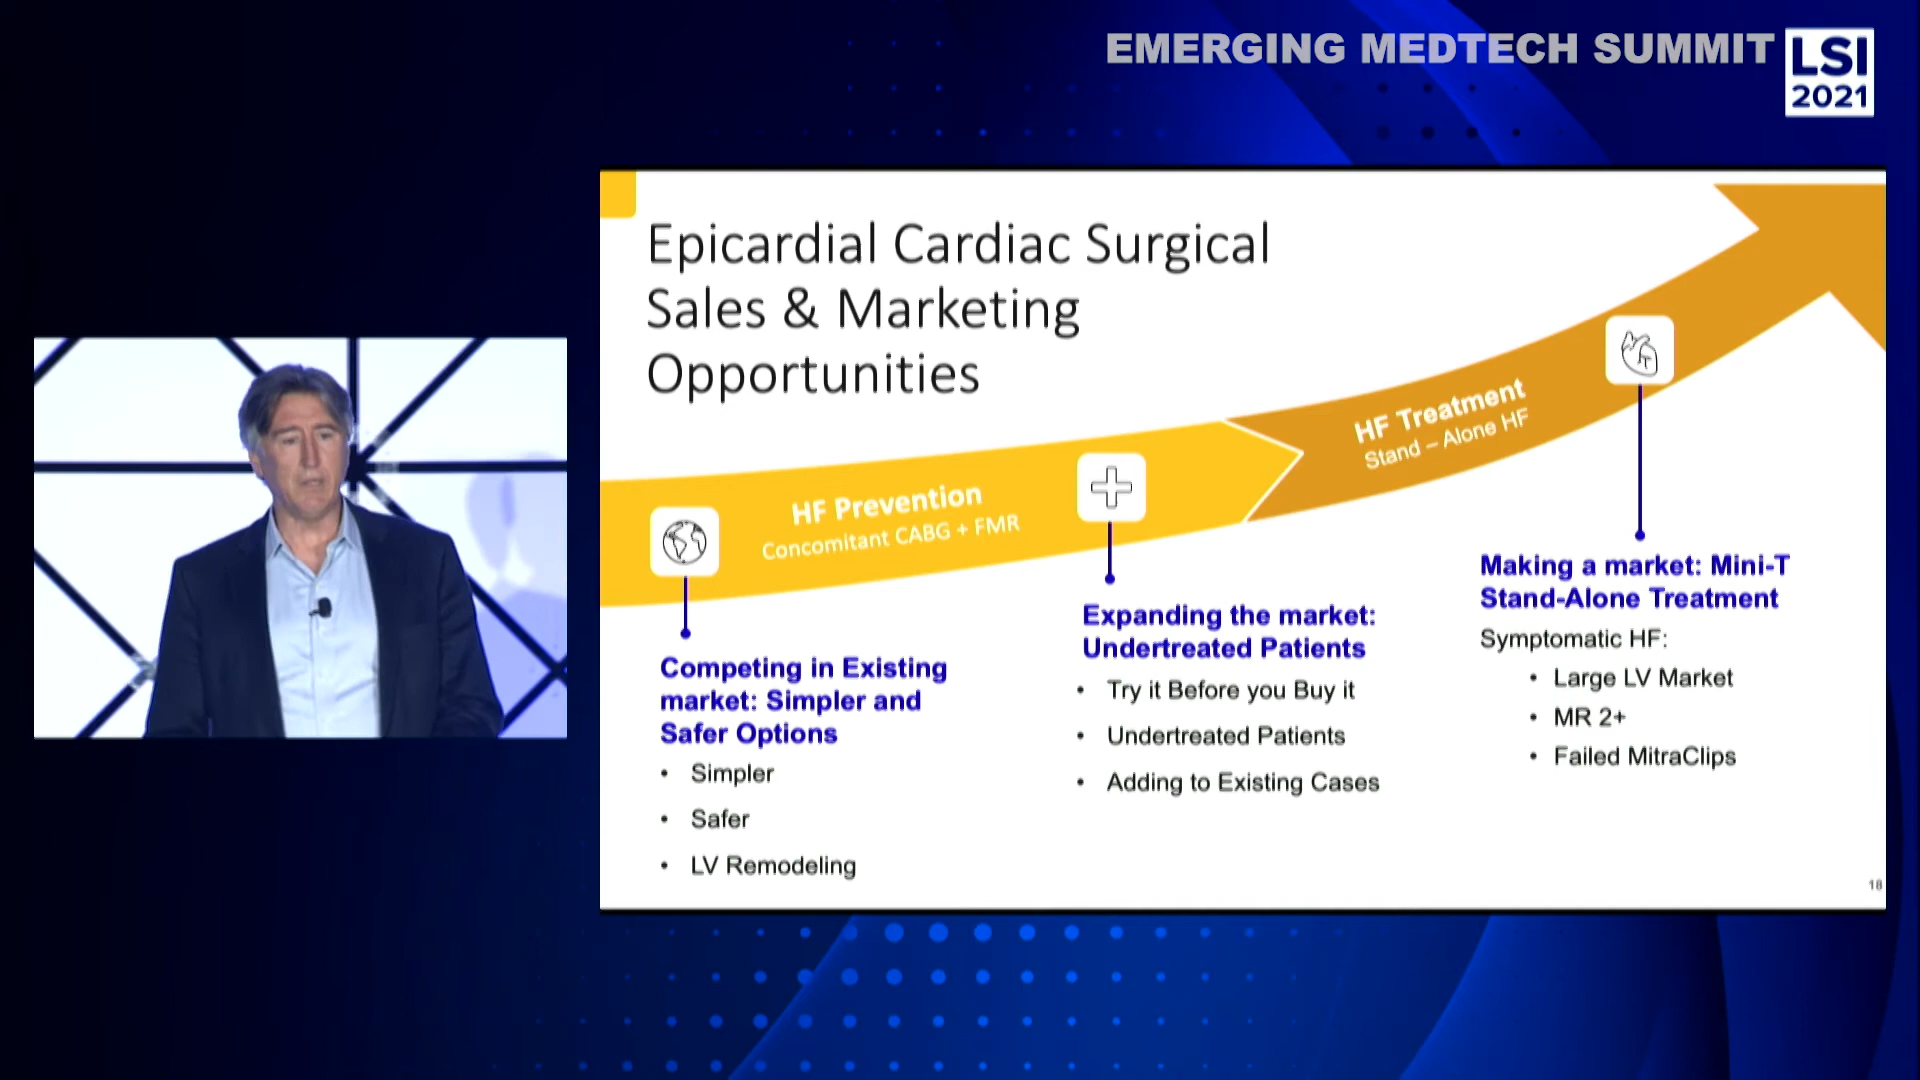 EMERGING MEDTECH SUMMIT
LSI
2021
Epicardial Cardiac Surgical
Sales & Marketing
Opportunities
HF Prevention
Concomitant CABG + FMR
HF Treatment
Stand – Alone HF
Competing in Existing
market: Simpler and
Safer Options
• Simpler
• Safer
• LV Remodeling
Expanding the market:
Undertreated Patients
• Try it Before you Buy it
• Undertreated Patients
• Adding to Existing Cases
Making a market: Mini-T
Stand-Alone Treatment
Symptomatic HF:
• Large LV Market
• MR 2+
• Failed MitraClips
18